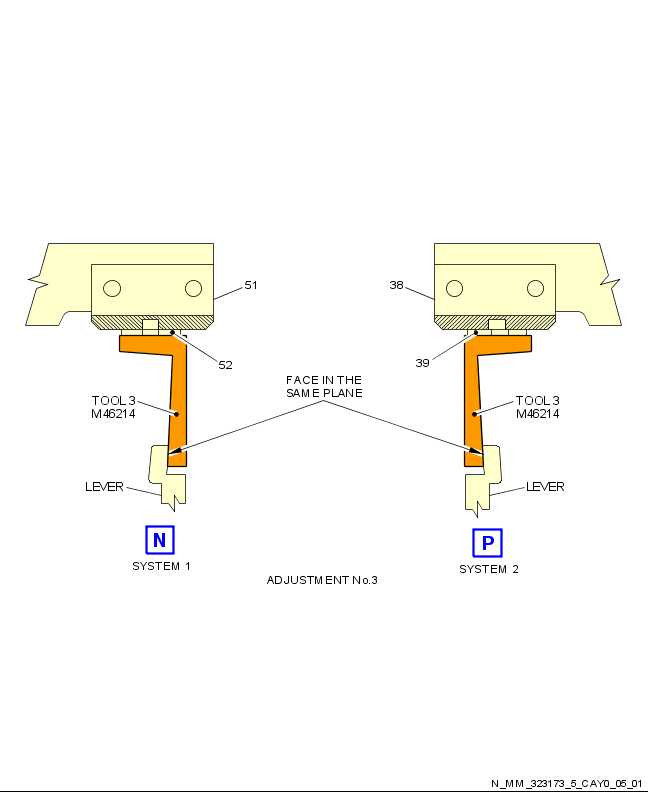 51
38
52
39
FACE IN THE
SAME PLANE
TOOL 3
M46214
TOOL 3
M46214
LEVER
LEVER
N
P
SYSTEM 1
SYSTEM 2
ADJUSTMENT No.3
N_MM_323173_5_CAY0_05_01